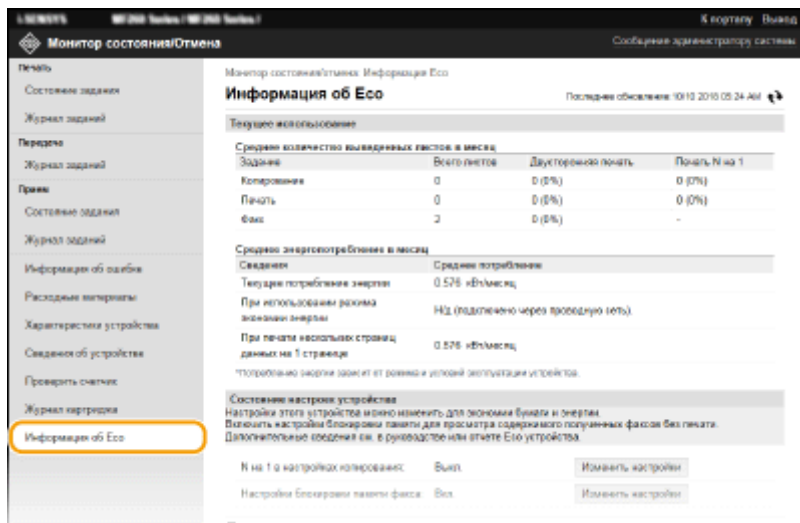 К порталу Выход
Монитор состояния/Отмена
Сообщение администратору системы
Печать
Состояние задания
Журнал заданий
Передача
Журнал заданий
Прием
Состояние задания
Журнал заданий
Информация об ошибке
Расходные материалы
Характеристики устройства
Сведения об устройстве
Проверить счетчик
Журнал картриджа
Информация об Eco
Монитор состояния/отмена: Информация Eco
Информация об Eco
Последнее обновление: 10/10 2018 05:24 AM
Текущее использование
Среднее количество выведенных листов в месяц
Задание Всего листов Двусторонняя печать Печать N на 1
Копирование 0 0 (0%) 0 (0%)
Печать 0 0 (0%) 0 (0%)
Факс 2 0 (0%) -
Среднее энергопотребление в месяц
Сведения Среднее потребление
Текущее потребление энергии 0.576 кВт/месяц
При использовании режима
экономии энергии
Н/д (подключено через проводную сеть).
При печати нескольких страниц
данных на 1 странице
0.576 кВт/месяц
*Потребление энергии зависит от режима и условий эксплуатации устройства.
Состояние настроек устройства
Настройки этого устройства можно изменить для экономии бумаги и энергии.
Включить настройки блокировки памяти для просмотра содержимого полученных факсов без печати.
Дополнительные сведения см. в руководстве или отчете Eco устройства.
N на 1 в настройках копирования: Выкл. Изменить настройки
Настройки блокировки памяти факса Вкл. Изменить настройки